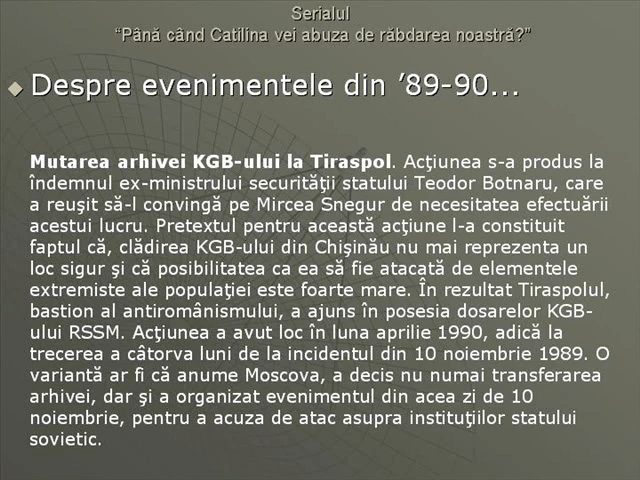 Serialul
“Până când Catilina vei abuza de răbdarea noastră?”
Despre evenimentele din ’89-90...
Mutarea arhivei KGB-ului la Tiraspol. Acţiunea s-a produs la
îndemnul ex-ministrului securităţii statului Teodor Botnaru, care
a reuşit să-l convingă pe Mircea Snegur de necesitatea efectuării
acestui lucru. Pretextul pentru această acţiune l-a constituit
faptul că, clădirea KGB-ului din Chişinău nu mai reprezenta un
loc sigur şi că posibilitatea ca ea să fie atacată de elementele
extremiste ale populaţiei este foarte mare. În rezultat Tiraspolul,
bastion al antiromânismului, a ajuns în posesia dosarelor KGB-
ului RSSM. Acţiunea a avut loc în luna aprilie 1990, adică la
trecerea a câtorva luni de la incidentul din 10 noiembrie 1989. O
variantă ar fi că anume Moscova, a decis nu numai transferarea
arhivei, dar şi a organizat evenimentul din acea zi de 10
noiembrie, pentru a acuza de atac asupra instituţiilor statului
sovietic.